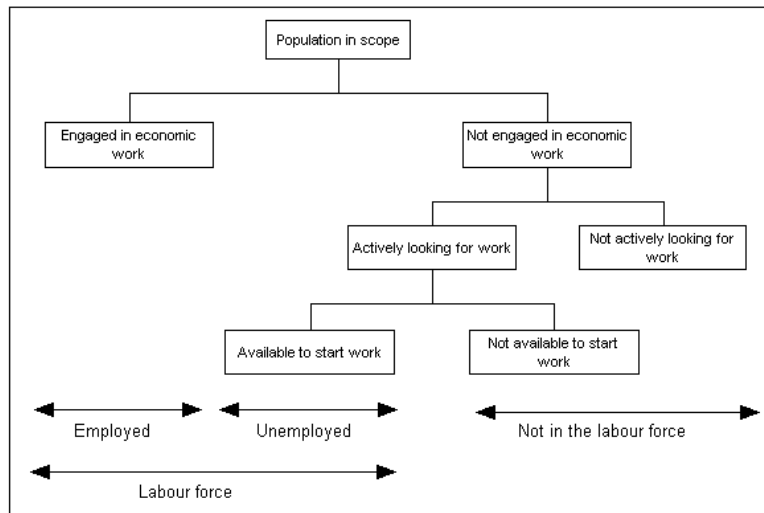 Population in scope
Engaged in economic
work
Not engaged in economic
work
Actively looking for work
Not actively looking for
work
Available to start work
Not available to start
work
Employed
Unemployed
Not in the labour force
Labour force